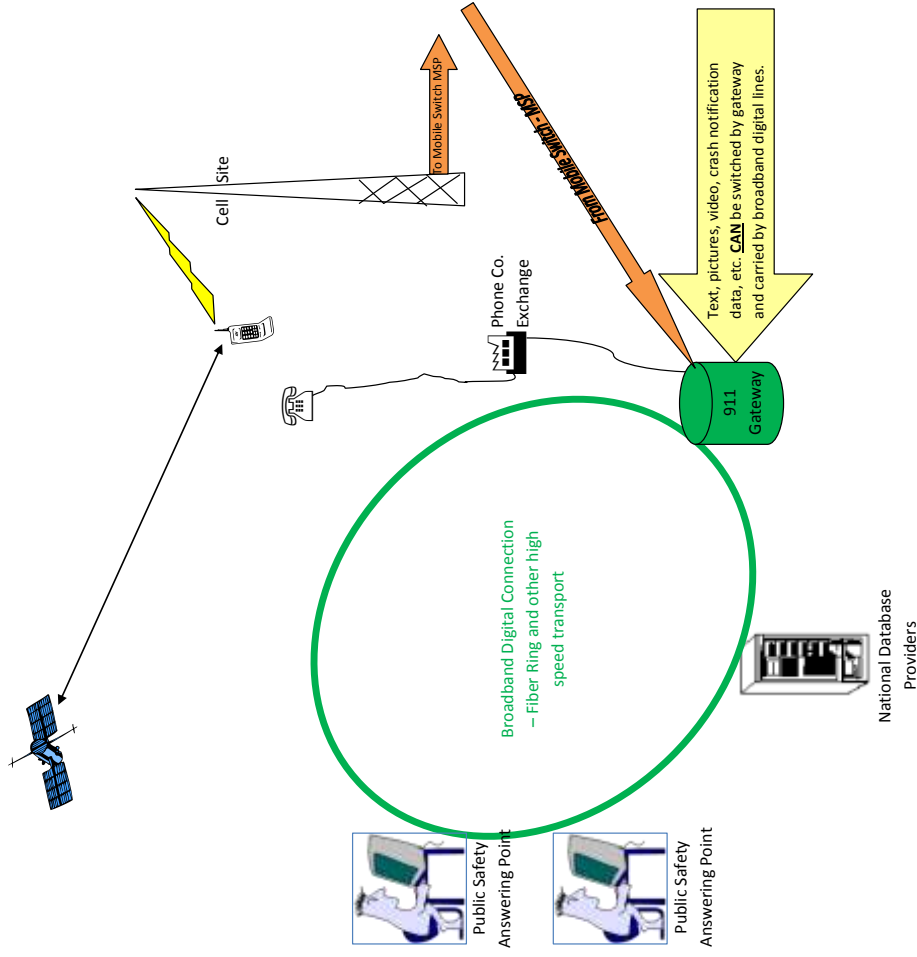 Cell Site
To Mobile Switch MSP
From Mobile Switch - MSP
Phone Co.
Exchange
Text, pictures, video, crash notification
data, etc. CAN be switched by gateway
and carried by broadband digital lines.
911
Gateway
Broadband Digital Connection
– Fiber Ring and other high
speed transport
National Database
Providers
Public Safety
Answering Point
Public Safety
Answering Point